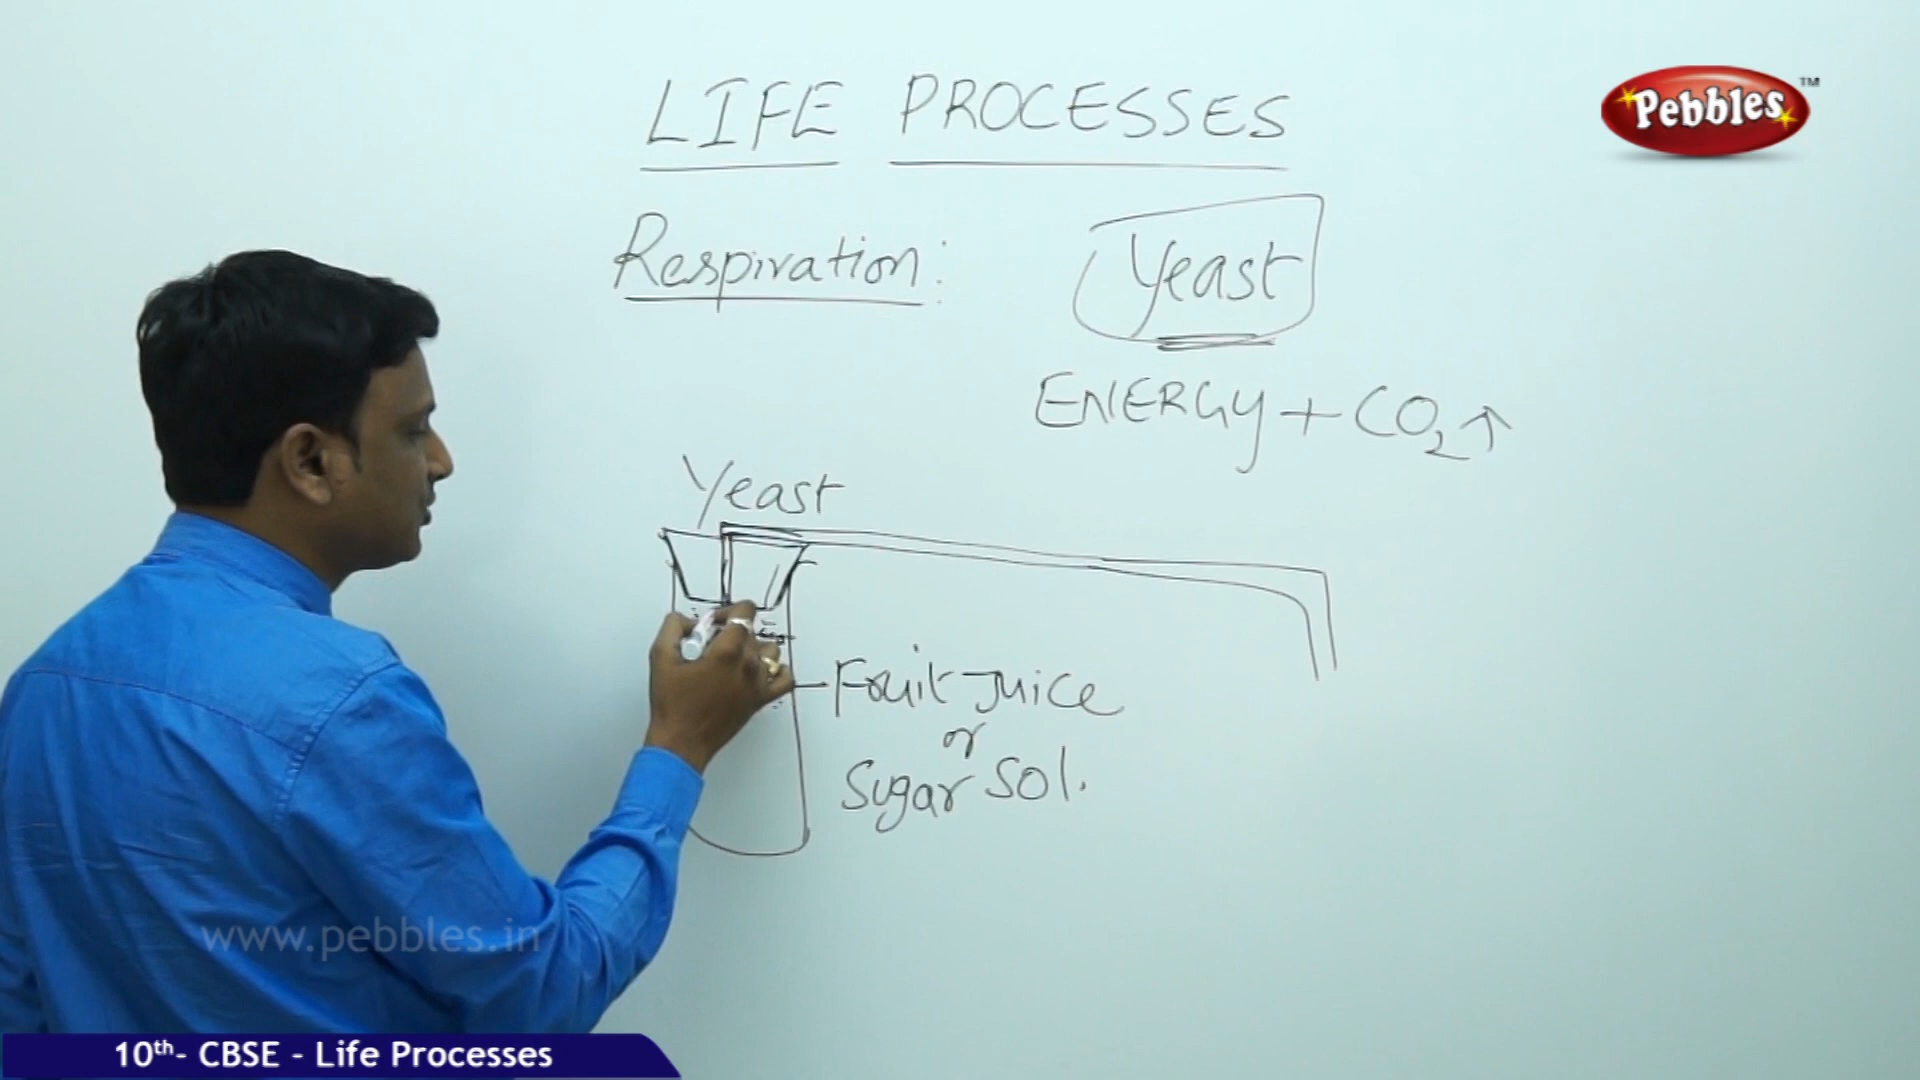 LIFE PROCESSES
Pebbles™
Respiration:
Yeast
ENERGY + CO₂↑
Yeast
Fruit Juice
or
Sugar Sol.
www.pebbles.in
10th- CBSE - Life Processes